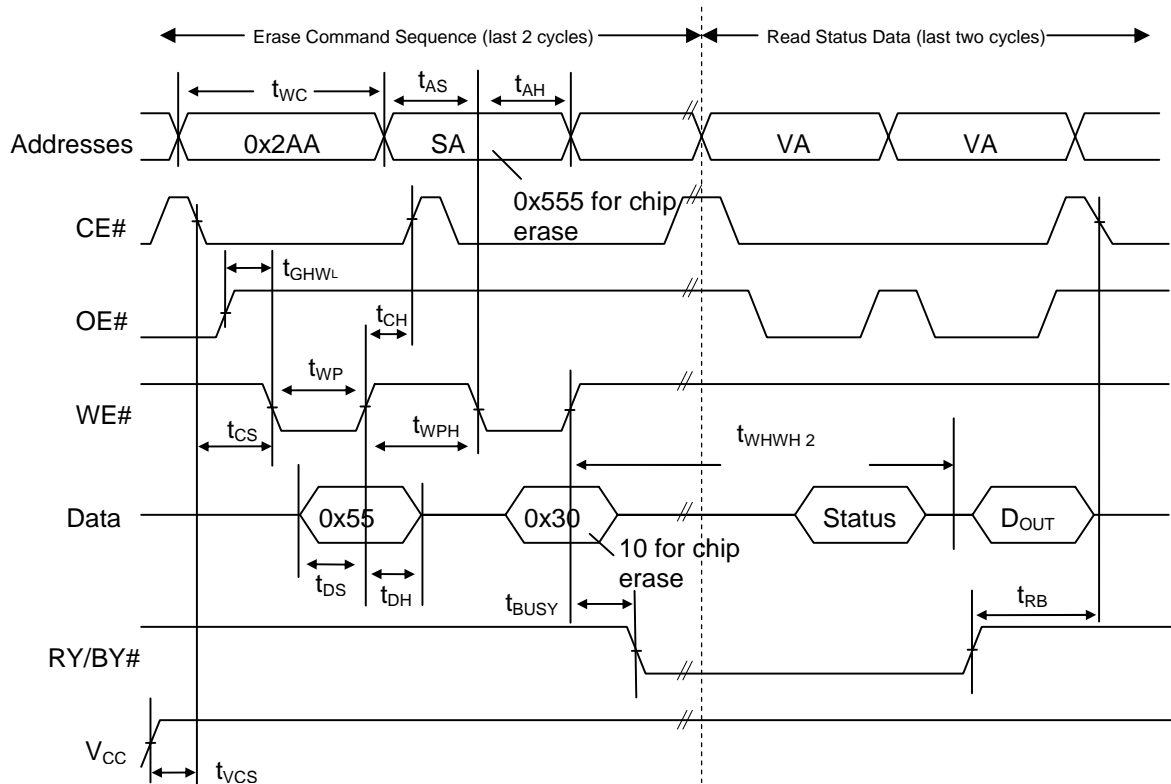 Erase Command Sequence (last 2 cycles)
Read Status Data (last two cycles)
tWC
tAS
tAH
Addresses
0x2AA
SA
VA
VA
0x555 for chip
erase
CE#
tGHWL
OE#
tCH
tWP
WE#
tCS
tWPH
tWHWH 2
Data
0x55
0x30
Status
DOUT
10 for chip
erase
tDS
tDH
tBUSY
tRB
RY/BY#
VCC
tVCS